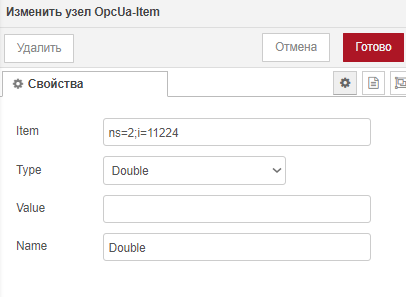 Изменить узел OpcUa-Item
Удалить
Отмена
Готово
Свойства
Item
ns=2;i=11224
Type
Double
Value
Name
Double